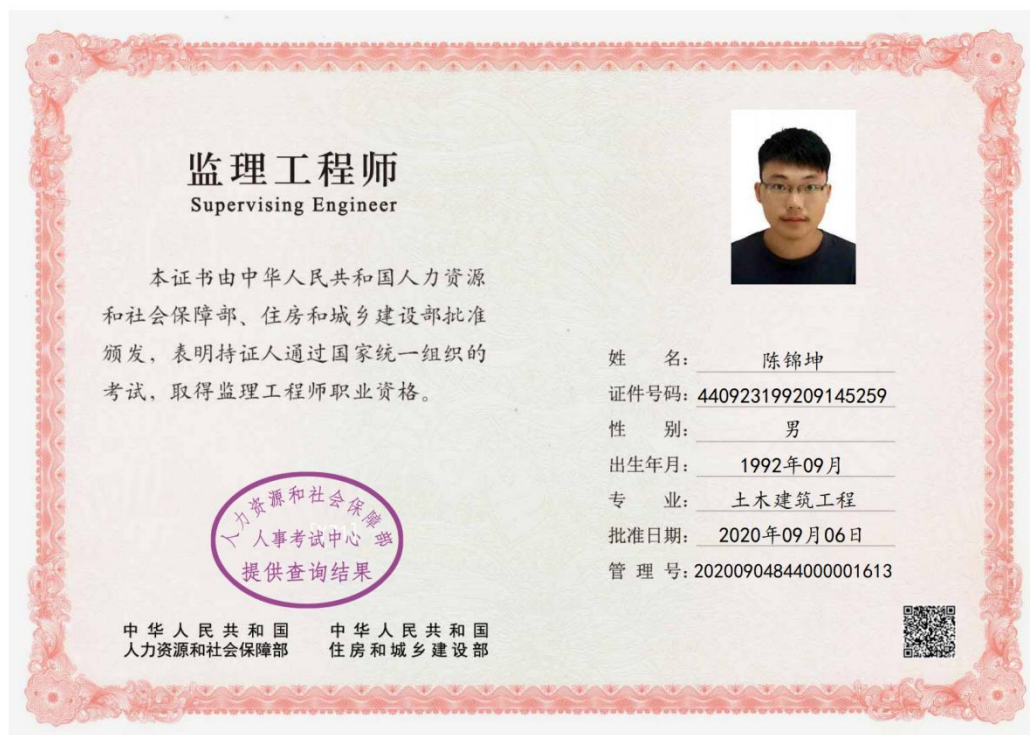 监理工程师
Supervising Engineer
本证书由中华人民共和国人力资源
和社会保障部、住房和城乡建设部批准
颁发，表明持证人通过国家统一组织的
考试，取得监理工程师职业资格。
人力资源和社会保障部
人事考试中心
提供查询结果
中华人民共和国
人力资源和社会保障部
中华人民共和国
住房和城乡建设部
姓 名：陈锦坤
证件号码：440923199209145259
性 别：男
出生年月：1992年09月
专 业：土木建筑工程
批准日期：2020年09月06日
管 理 号：20200904844000001613